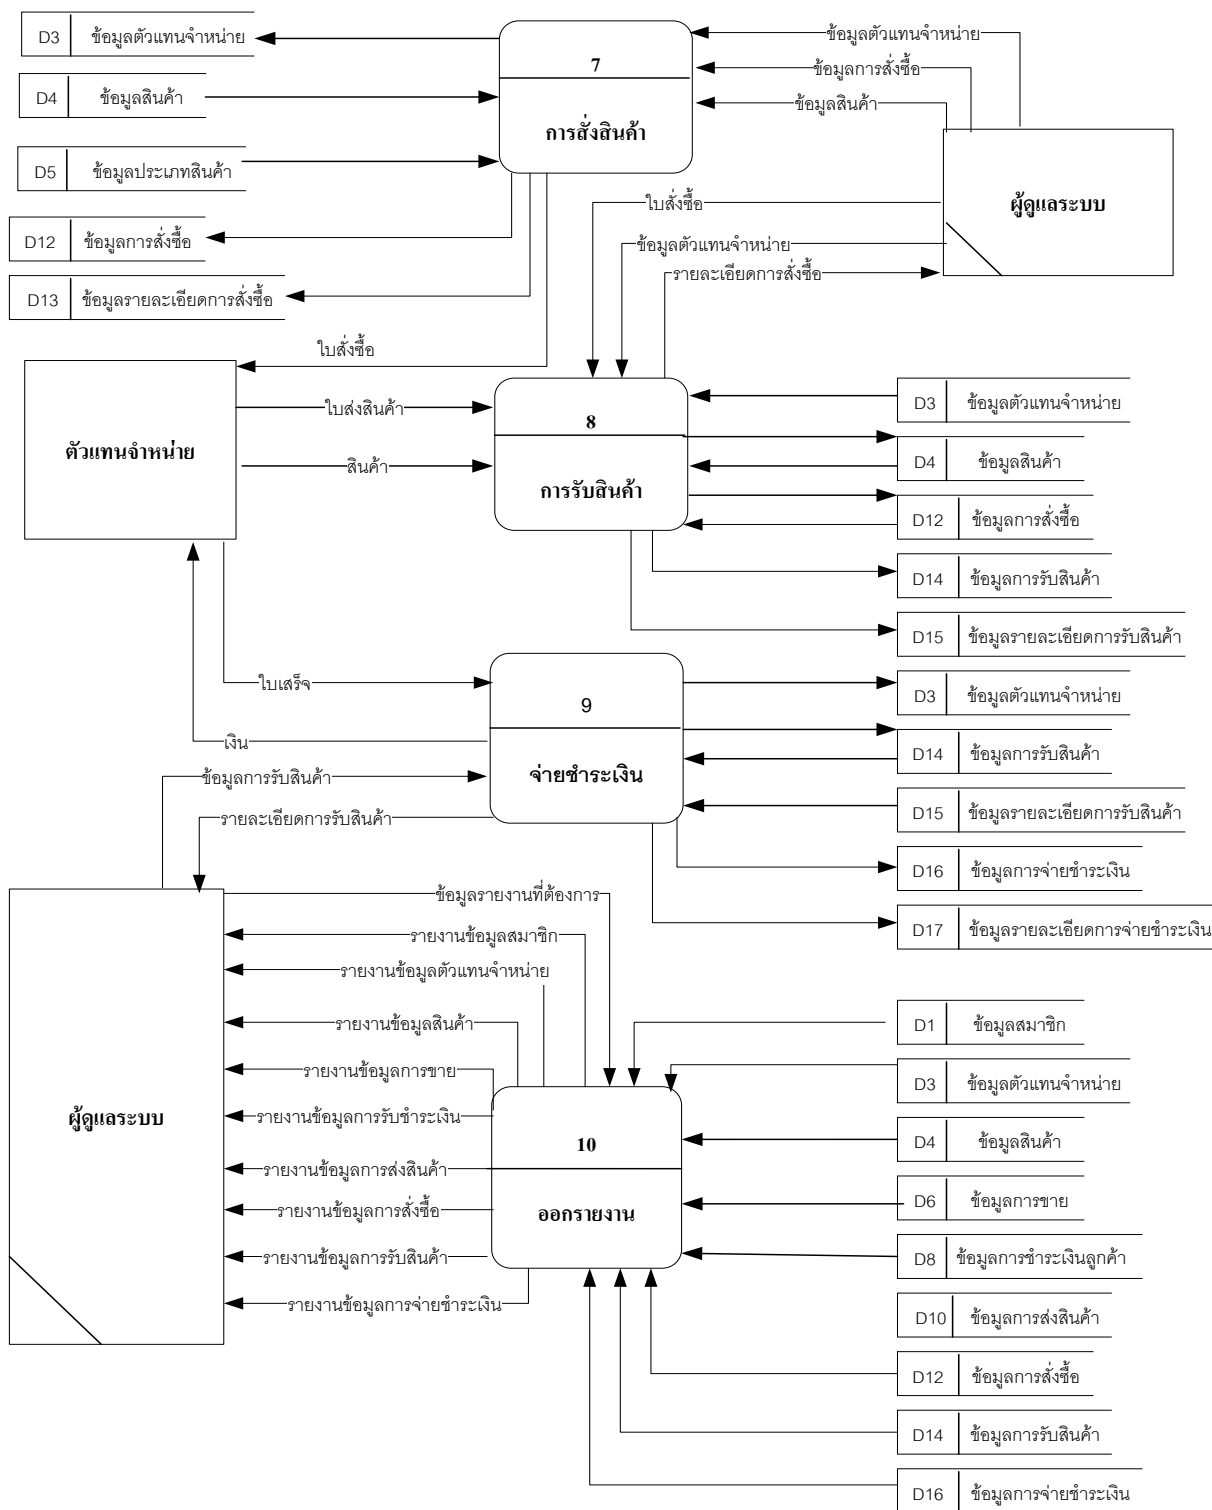 D3 ข้อมูลตัวแทนจำหน่าย
7
ข้อมูลตัวแทนจำหน่าย
ข้อมูลการสั่งซื้อ
D4 ข้อมูลสินค้า
ข้อมูลสินค้า
การสั่งสินค้า
D5 ข้อมูลประเภทสินค้า
ใบสั่งซื้อ
ผู้ดูแลระบบ
D12 ข้อมูลการสั่งซื้อ
ข้อมูลตัวแทนจำหน่าย
รายละเอียดการสั่งซื้อ
D13 ข้อมูลรายละเอียดการสั่งซื้อ
ใบสั่งซื้อ
ใบส่งสินค้า
8
D3 ข้อมูลตัวแทนจำหน่าย
ตัวแทนจำหน่าย
สินค้า
D4 ข้อมูลสินค้า
การรับสินค้า
D12 ข้อมูลการสั่งซื้อ
D14 ข้อมูลการรับสินค้า
D15 ข้อมูลรายละเอียดการรับสินค้า
ใบเสร็จ
9
D3 ข้อมูลตัวแทนจำหน่าย
เงิน
D14 ข้อมูลการรับสินค้า
ข้อมูลการรับสินค้า
จ่ายชำระเงิน
รายละเอียดการรับสินค้า
D15 ข้อมูลรายละเอียดการรับสินค้า
D16 ข้อมูลการจ่ายชำระเงิน
ข้อมูลรายงานที่ต้องการ
D17 ข้อมูลรายละเอียดการจ่ายชำระเงิน
รายงานข้อมูลสมาชิก
รายงานข้อมูลตัวแทนจำหน่าย
รายงานข้อมูลสินค้า
D1 ข้อมูลสมาชิก
รายงานข้อมูลการขาย
D3 ข้อมูลตัวแทนจำหน่าย
ผู้ดูแลระบบ
รายงานข้อมูลการรับชำระเงิน
10
D4 ข้อมูลสินค้า
รายงานข้อมูลการส่งสินค้า
D6 ข้อมูลการขาย
รายงานข้อมูลการสั่งซื้อ
ออกรายงาน
รายงานข้อมูลการรับสินค้า
D8 ข้อมูลการชำระเงินลูกค้า
รายงานข้อมูลการจ่ายชำระเงิน
D10 ข้อมูลการส่งสินค้า
D12 ข้อมูลการสั่งซื้อ
D14 ข้อมูลการรับสินค้า
D16 ข้อมูลการจ่ายชำระเงิน